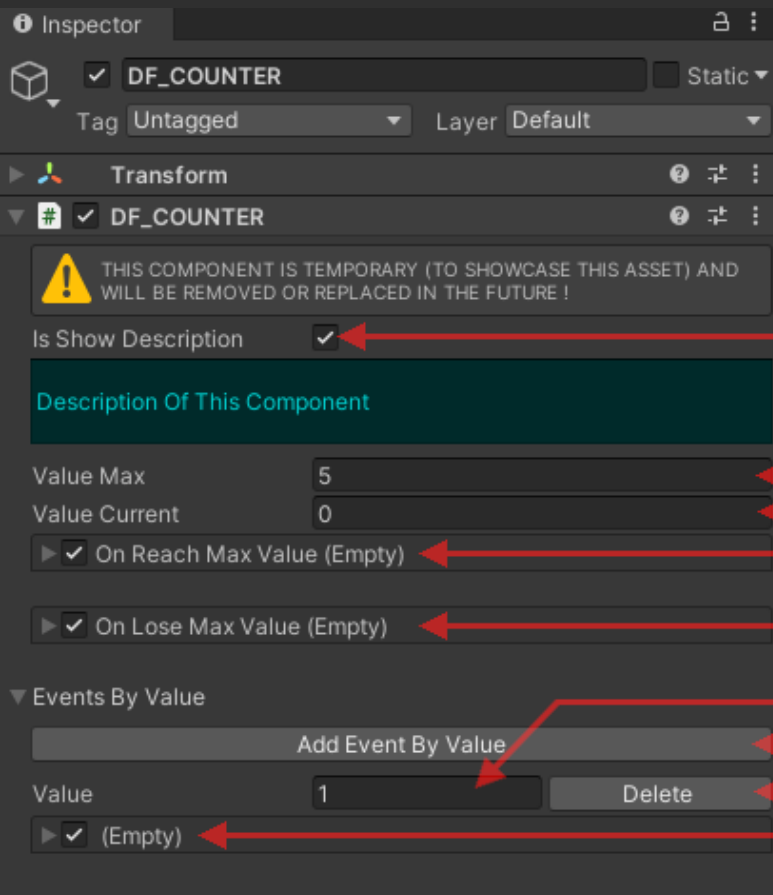 Inspector
DF_COUNTER
Static
Tag Untagged Layer Default
Transform
# DF_COUNTER
THIS COMPONENT IS TEMPORARY (TO SHOWCASE THIS ASSET) AND
WILL BE REMOVED OR REPLACED IN THE FUTURE !
Is Show Description
Description Of This Component
Value Max 5
Value Current 0
On Reach Max Value (Empty)
On Lose Max Value (Empty)
Events By Value
Add Event By Value
Value 1 Delete
(Empty)